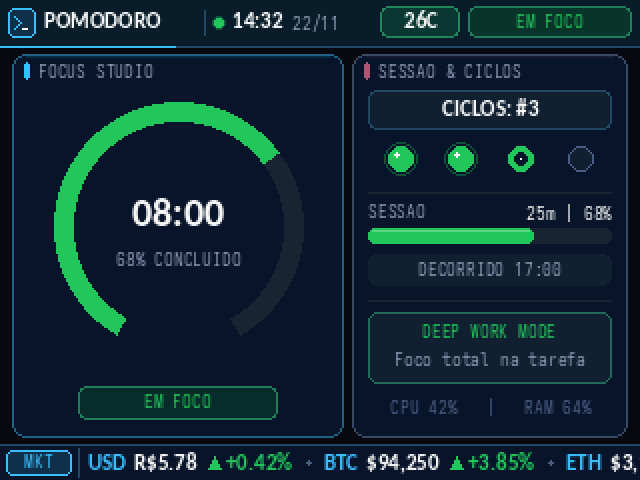 POMODORO
14:32 22/11
26C
EM FOCO
FOCUS STUDIO
08:00
68% CONCLUIDO
EM FOCO
SESSAO & CICLOS
CICLOS: #3
SESSAO 25m | 68%
DECORRIDO 17:00
DEEP WORK MODE
Foco total na tarefa
CPU 42% | RAM 64%
MKT USD R$5.78 ▲+0.42% • BTC $94,250 ▲+3.85% • ETH $3,